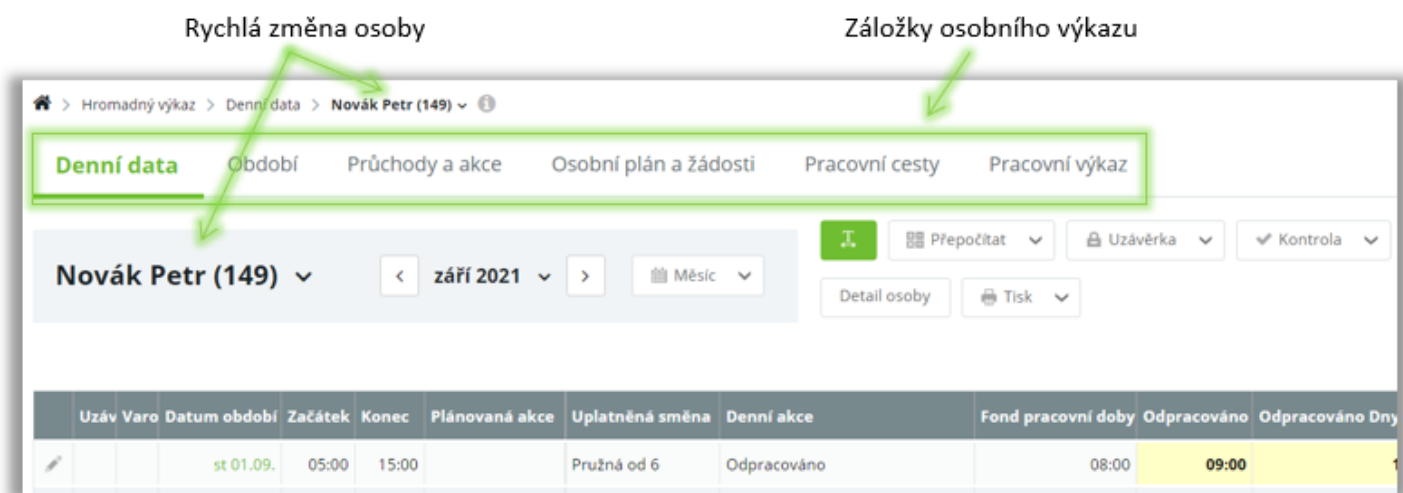 Rychlá změna osoby
Záložky osobního výkazu
> Hromadný výkaz > Denní data > Novák Petr (149)
Denní data Období Průchody a akce Osobní plán a žádosti Pracovní cesty Pracovní výkaz
Novák Petr (149) < září 2021 > Měsíc
Přepočítat Uzávěrka Kontrola
Detail osoby Tisk
Uzáv Varo Datum období Začátek Konec Plánovaná akce Uplatněná směna Denní akce Fond pracovní doby Odpracováno Odpracováno Dny
st 01.09. 05:00 15:00 Pružná od 6 Odpracováno 08:00 09:00 1